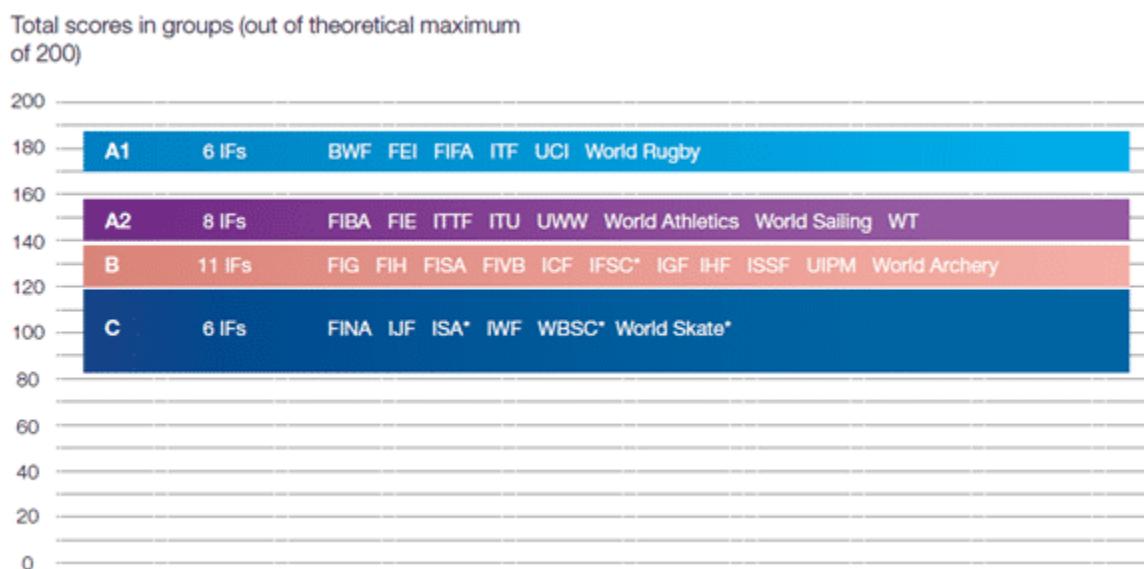 Total scores in groups (out of theoretical maximum
of 200)
200
180
A1 6 IFs BWF FEI FIFA ITF UCI World Rugby
160
A2 8 IFs FIBA FIE ITTF ITU UWW World Athletics World Sailing WT
140
B 11 IFs FIG FIH FISA FIVB ICF IFSC* IGF IHF ISSF UIPM World Archery
120
100
C 6 IFs FINA IJF ISA* IWF WBSC* World Skate*
80
60
40
20
0